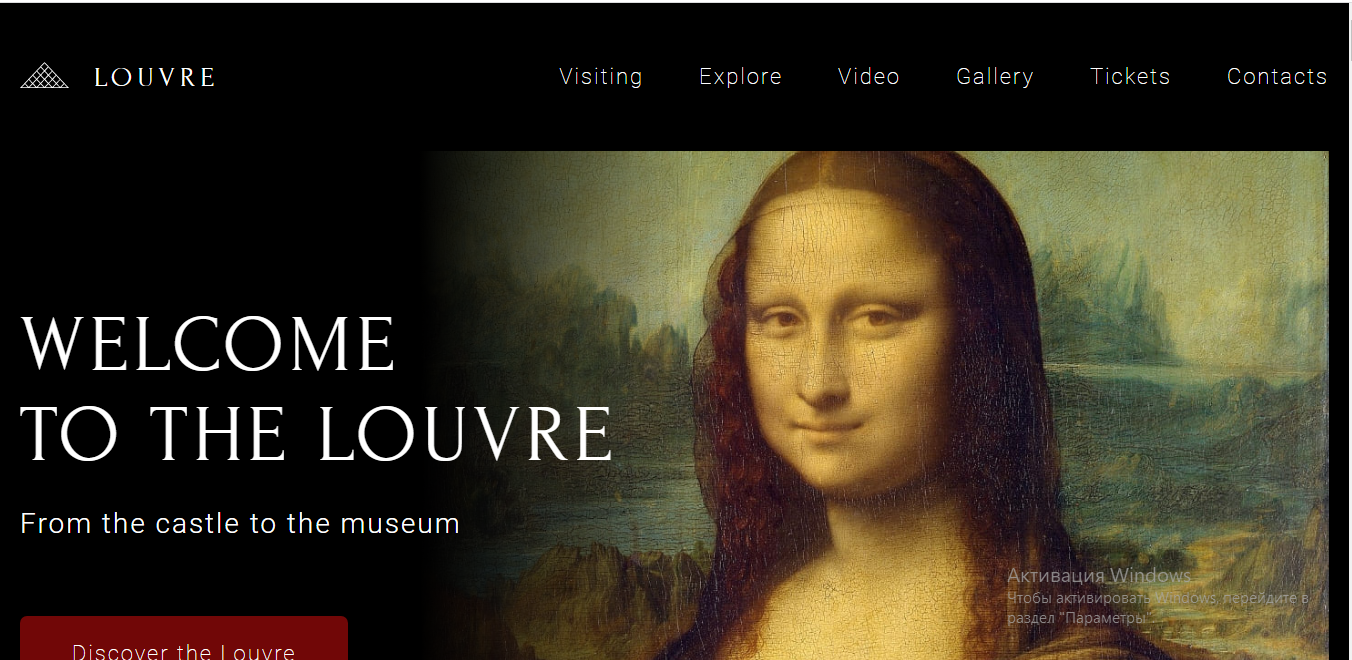 LOUVRE
Visiting Explore Video Gallery Tickets Contacts
WELCOME
TO THE LOUVRE
From the castle to the museum
Discover the Louvre
Активация Windows
Чтобы активировать Windows, перейдите в
раздел "Параметры".